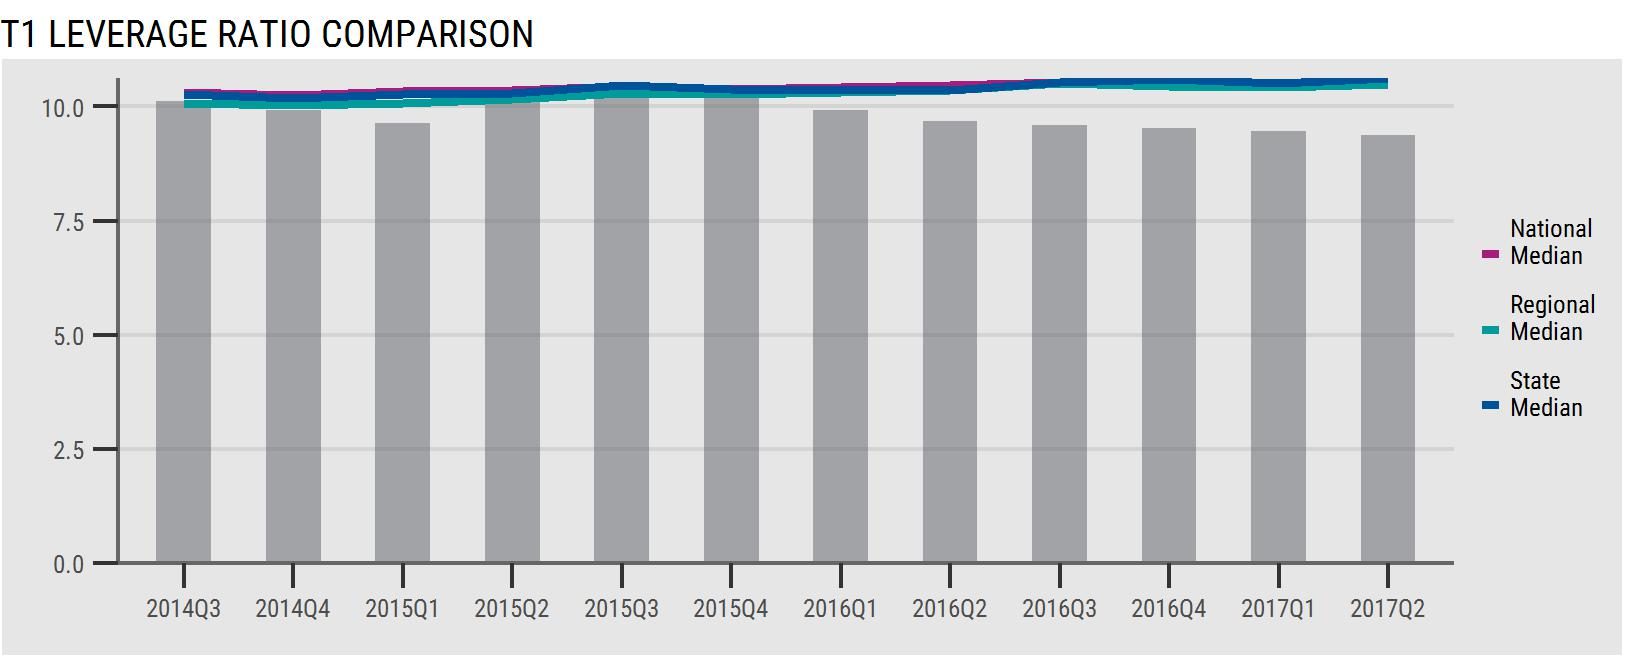 T1 LEVERAGE RATIO COMPARISON
10.0
7.5
5.0
2.5
0.0
2014Q3 2014Q4 2015Q1 2015Q2 2015Q3 2015Q4 2016Q1 2016Q2 2016Q3 2016Q4 2017Q1 2017Q2
National
Median
Regional
Median
State
Median